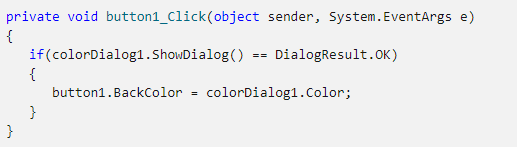 private void button1_Click(object sender, System.EventArgs e)
{
   if(colorDialog1.ShowDialog() == DialogResult.OK)
   {
      button1.BackColor = colorDialog1.Color;
   }
}